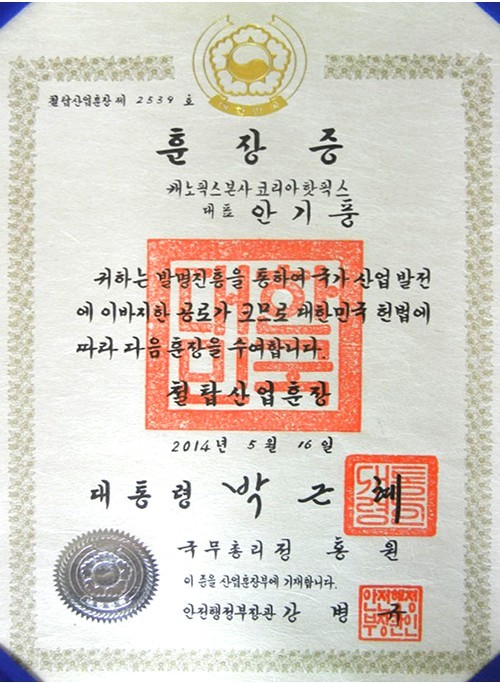 대한민국
철탑산업훈장 제 2539 호
훈장증
캐노픽스본사 코리아핫픽스
대표 안기풍
귀하는 발명진흥을 통하여 국가 산업 발전
에 이바지한 공로가 크므로 대한민국 헌법에
따라 다음 훈장을 수여합니다.
철탑산업훈장
2014년 5월 16일
대통령 박근혜
국무총리 정홍원
이 증을 산업훈장부에 기재합니다.
안전행정부장관 강병규